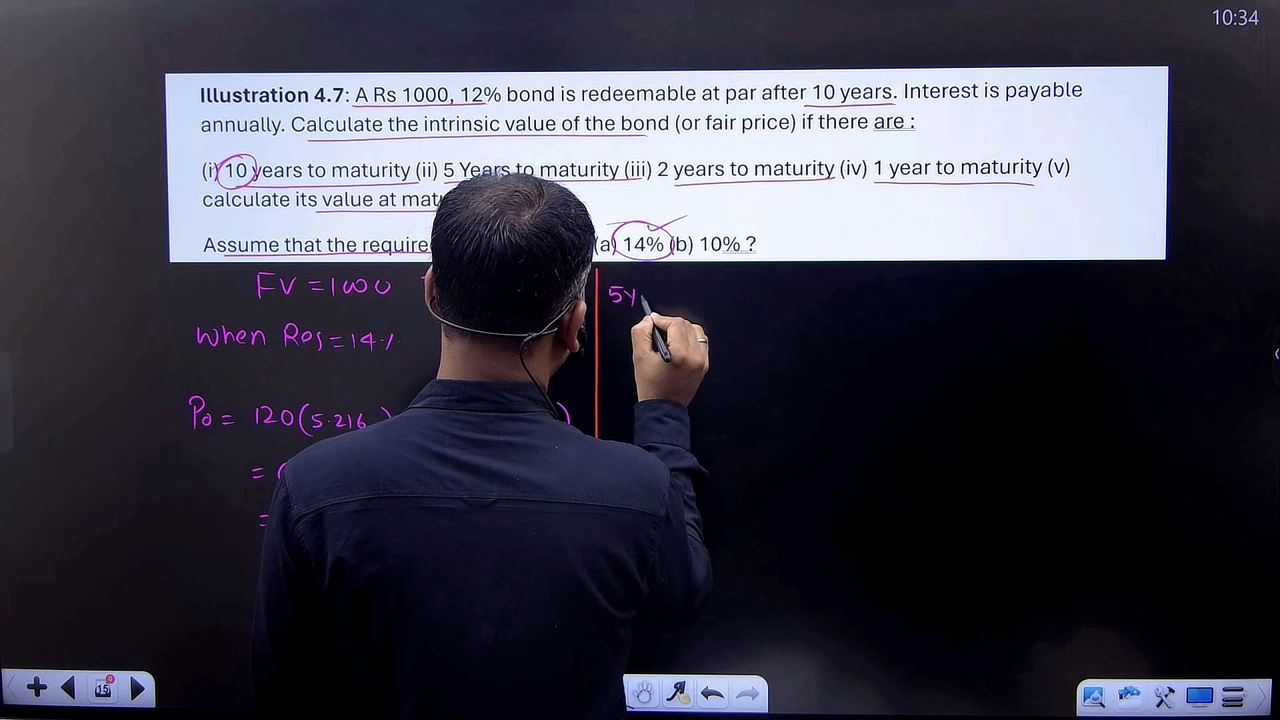 10:34
Illustration 4.7: A Rs 1000, 12% bond is redeemable at par after 10 years. Interest is payable
annually. Calculate the intrinsic value of the bond (or fair price) if there are :
(i) 10 years to maturity (ii) 5 Years to maturity (iii) 2 years to maturity (iv) 1 year to maturity (v)
calculate its value at
Assume that the (a) 14% (b) 10% ?
FV = 1000
5Y
When = 14%
P0 = 120(5.216 )
=
=
15